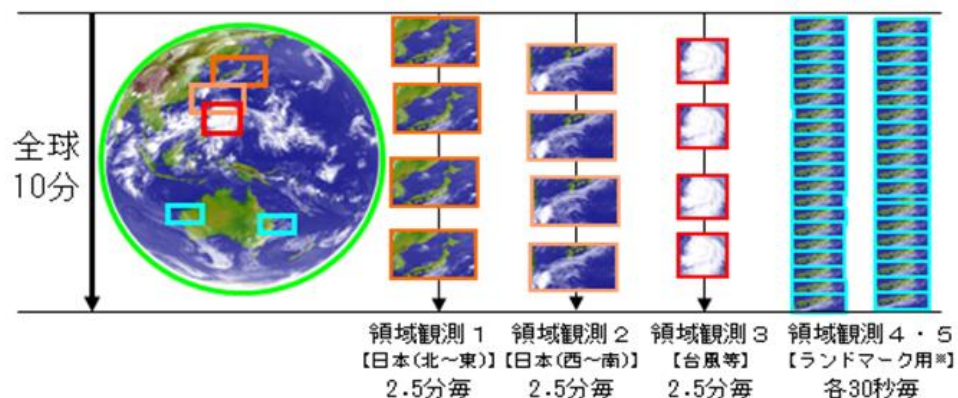 全球
10分
領域観測1
【日本(北～東)】
2.5分毎
領域観測2
【日本(西～南)】
2.5分毎
領域観測3
【台風等】
2.5分毎
領域観測4・5
【ランドマーク用※】
各30秒毎